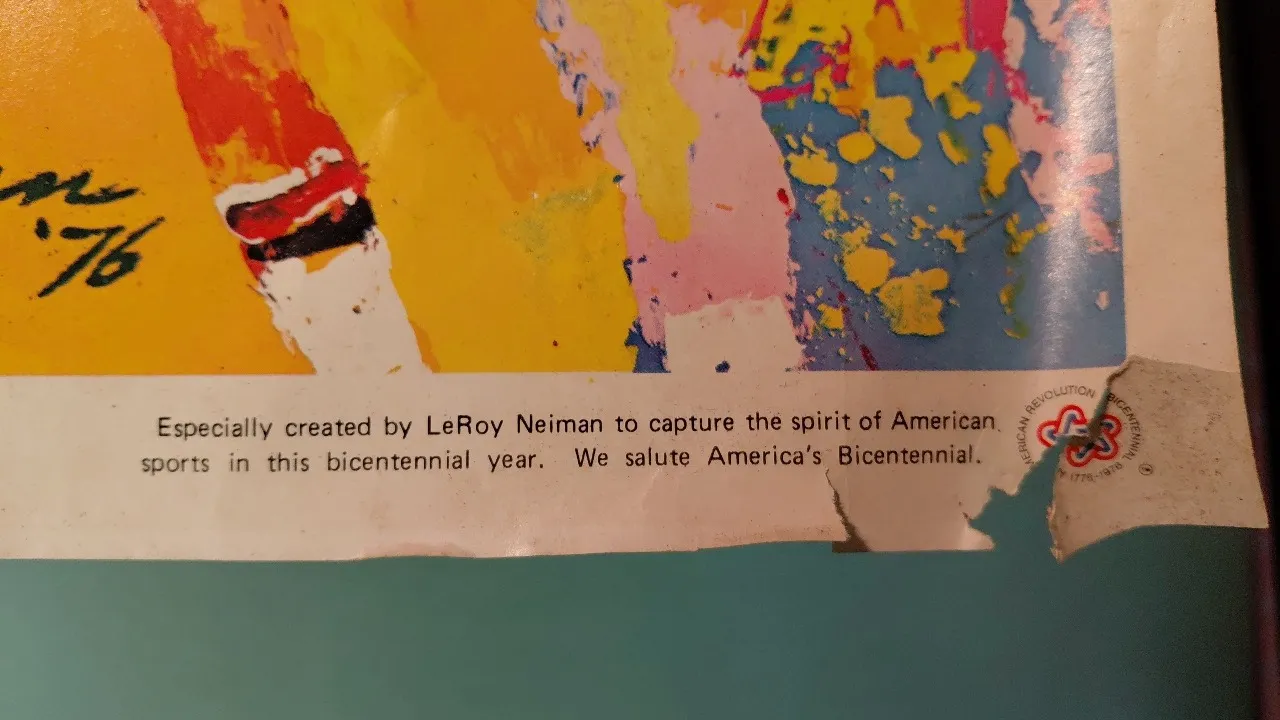 '76
Especially created by LeRoy Neiman to capture the spirit of American
sports in this bicentennial year. We salute America's Bicentennial.
AMERICAN REVOLUTION BICENTENNIAL
1776-1976